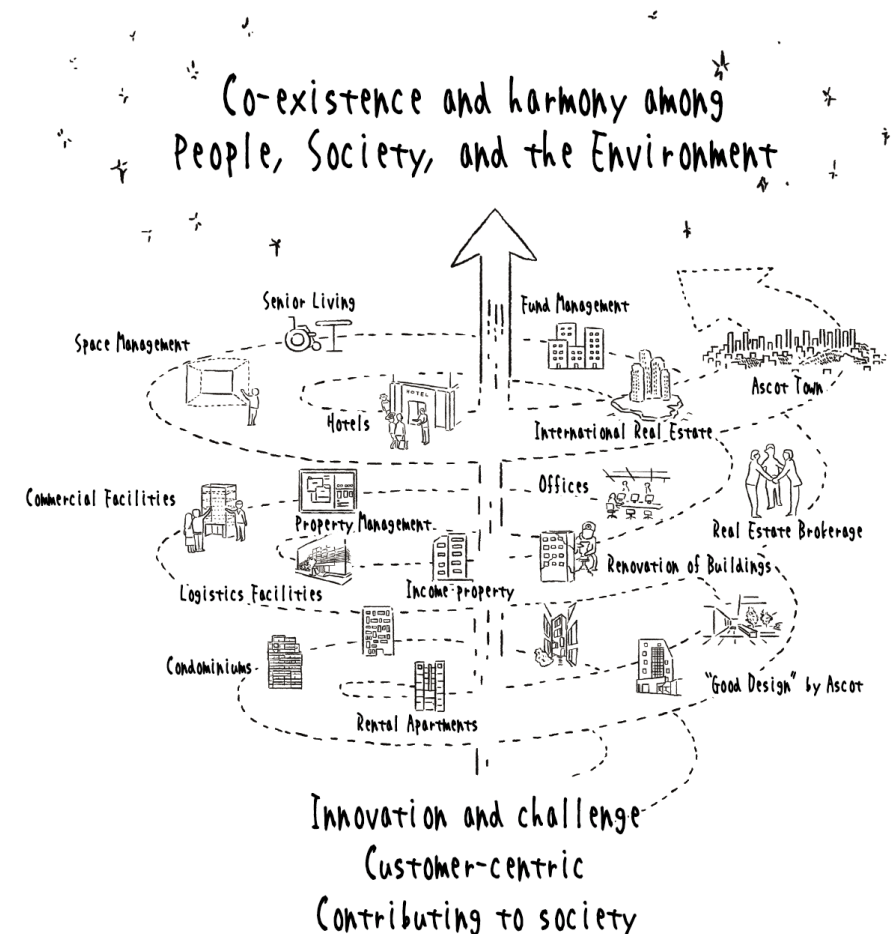 Co-existence and harmony among
People, Society, and the Environment
Senior Living
Fund Management
Space Management
Ascot Town
Hotels
HOTEL
International Real Estate
Commercial Facilities
Offices
Property Management
Real Estate Brokerage
Renovation of Buildings
Logistics Facilities
Income property
Condominiums
"Good Design" by Ascot
Rental Apartments
Innovation and challenge
Customer-centric
Contributing to society